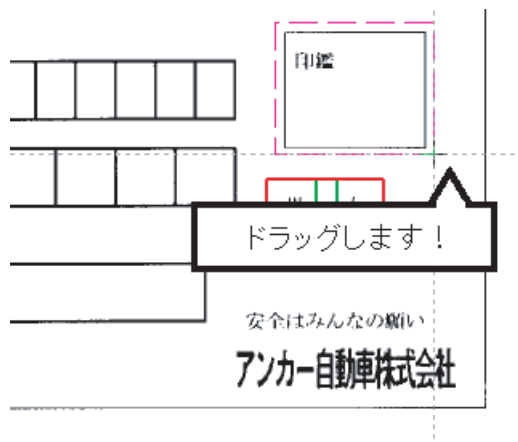 印鑑
ドラッグします！
安全はみんなの願い
アンカー自動車株式会社